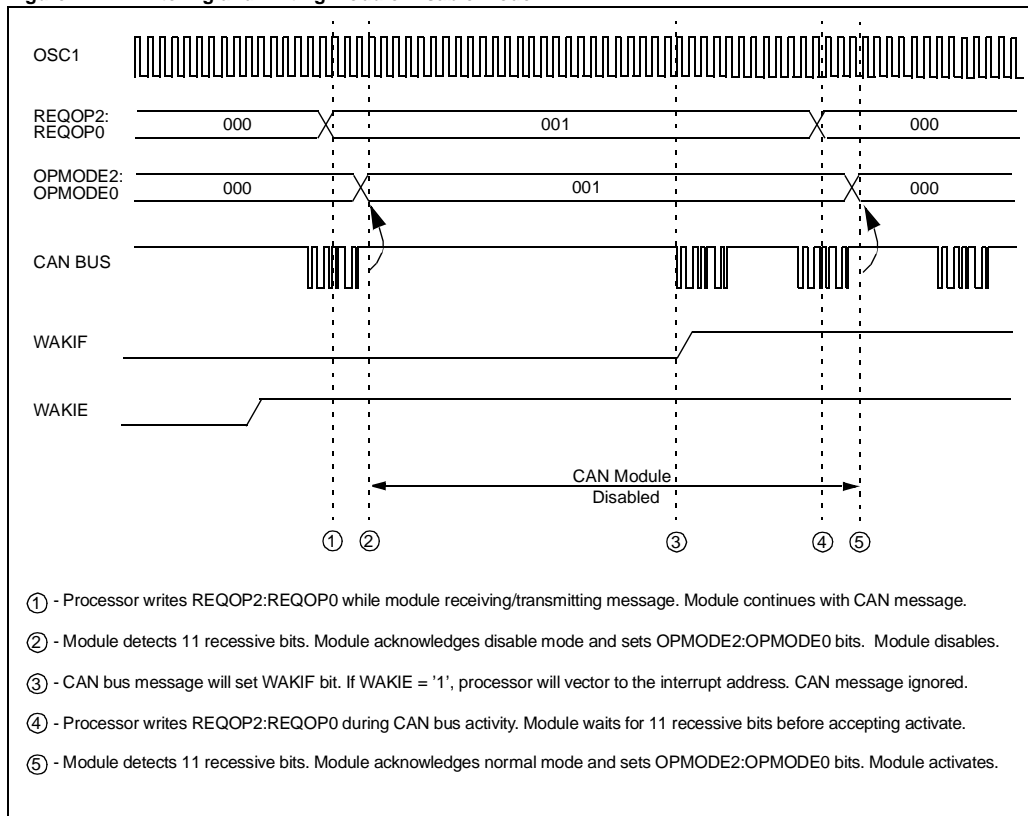 OSC1
REQOP2:
REQOP0
000
001
000
OPMODE2:
OPMODE0
000
001
000
CAN BUS
WAKIF
WAKIE
CAN Module
Disabled
1 2 3 4 5
1 - Processor writes REQOP2:REQOP0 while module receiving/transmitting message. Module continues with CAN message.
2 - Module detects 11 recessive bits. Module acknowledges disable mode and sets OPMODE2:OPMODE0 bits. Module disables.
3 - CAN bus message will set WAKIF bit. If WAKIE = '1', processor will vector to the interrupt address. CAN message ignored.
4 - Processor writes REQOP2:REQOP0 during CAN bus activity. Module waits for 11 recessive bits before accepting activate.
5 - Module detects 11 recessive bits. Module acknowledges normal mode and sets OPMODE2:OPMODE0 bits. Module activates.